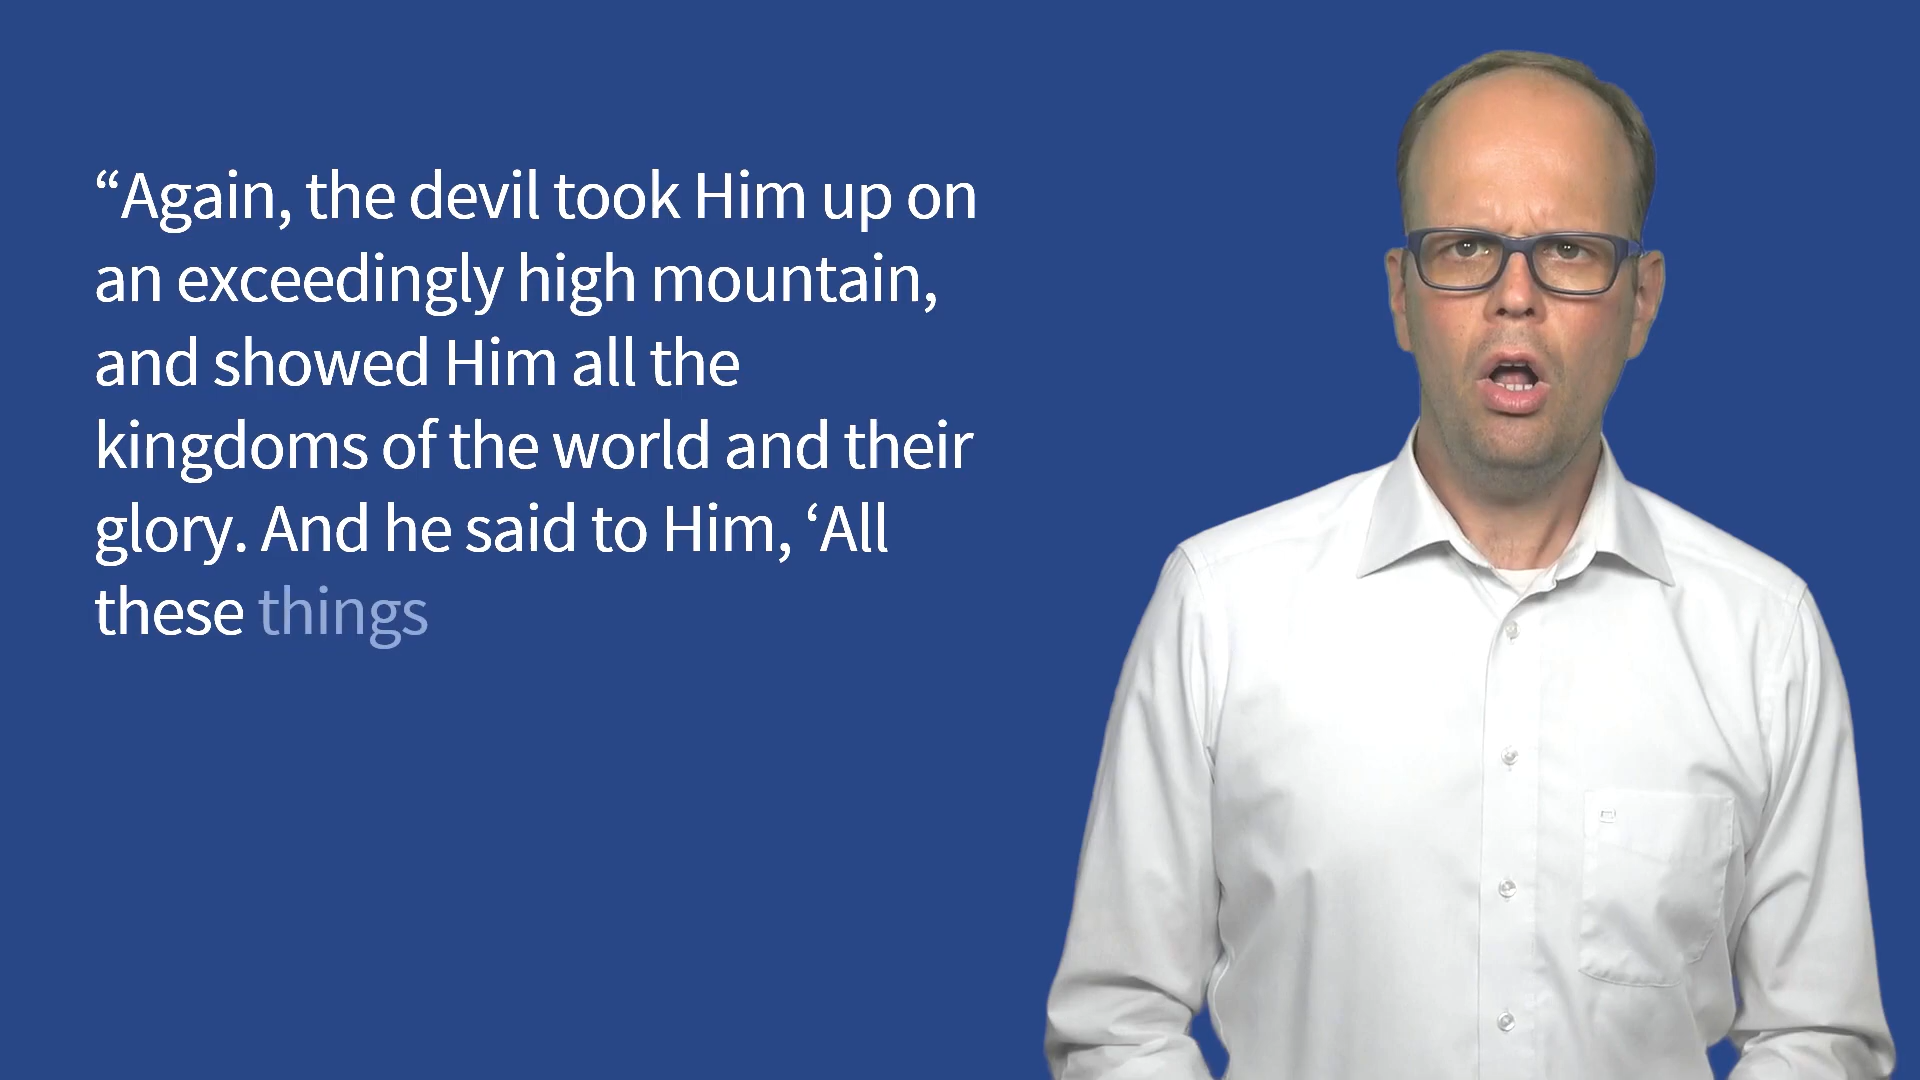 “Again, the devil took Him up on
an exceedingly high mountain,
and showed Him all the
kingdoms of the world and their
glory. And he said to Him, ‘All
these things